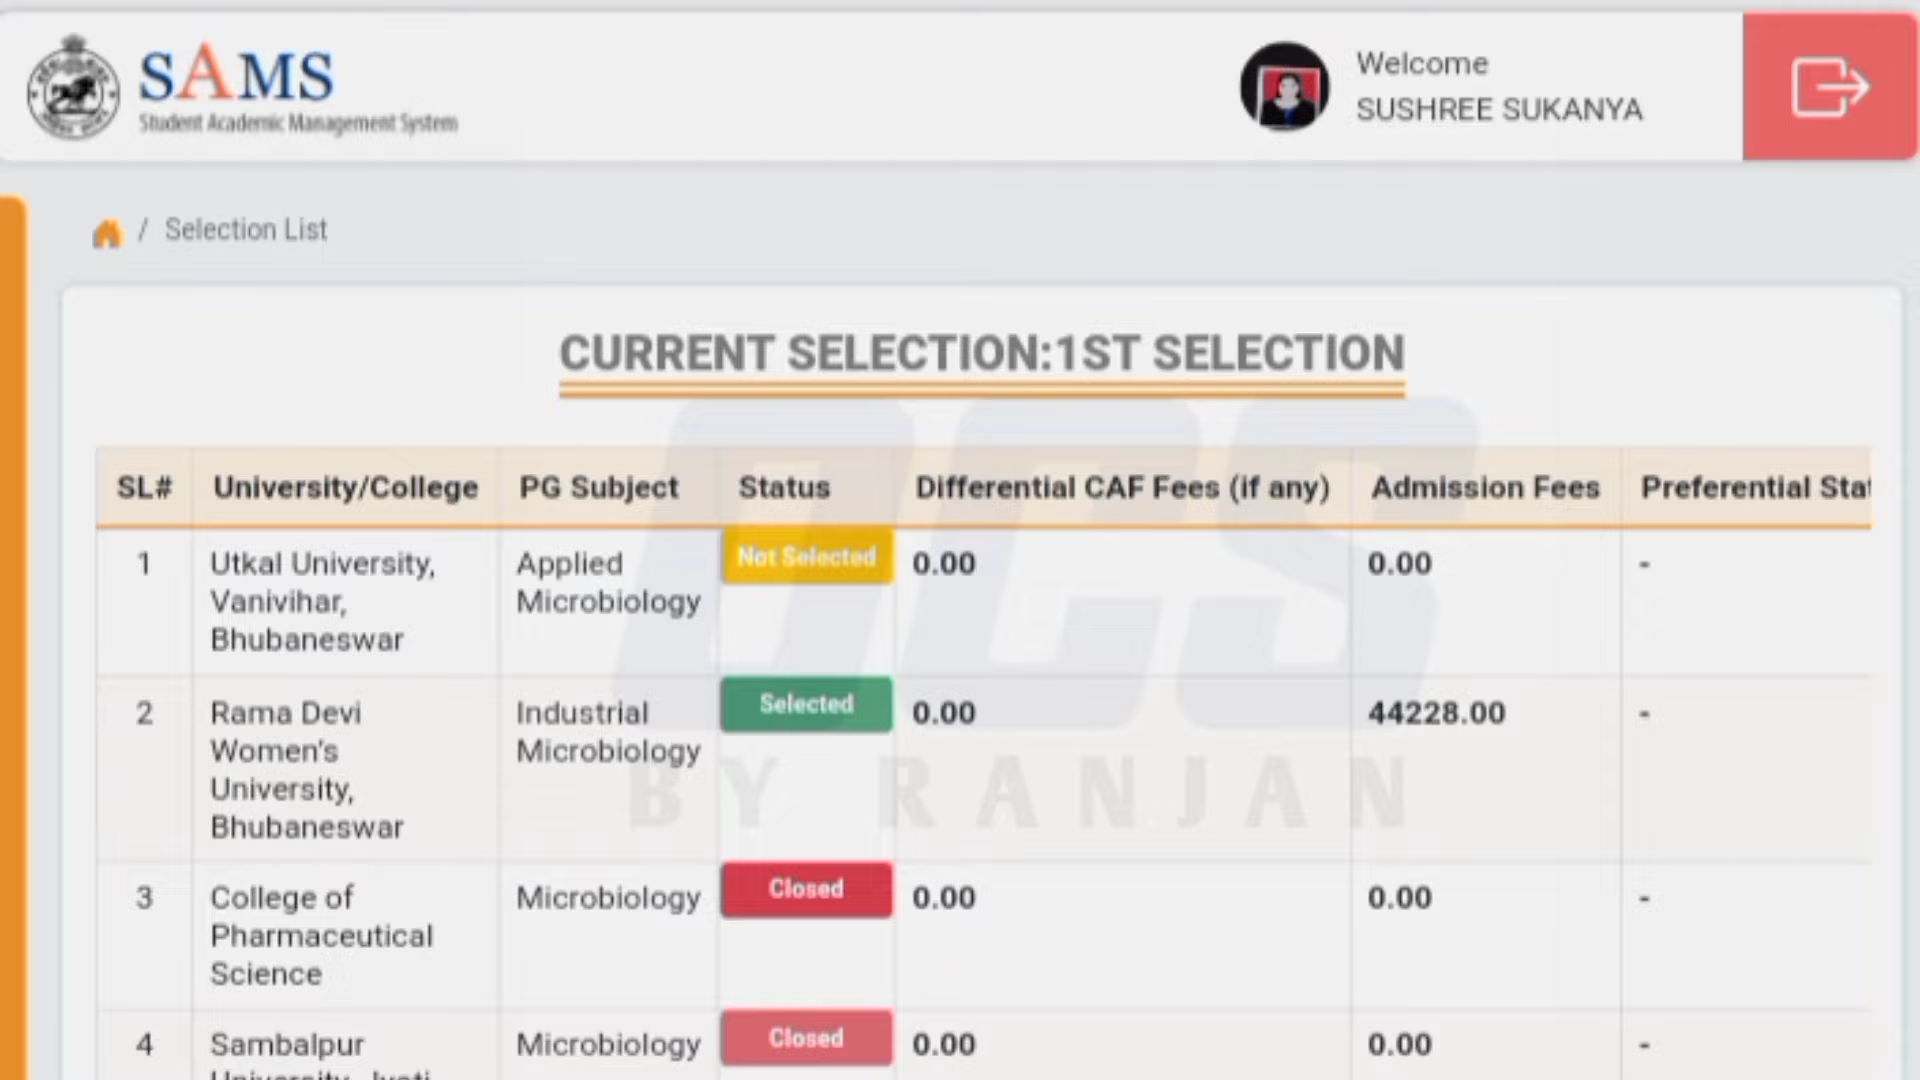 SAMS
Student Academic Management System
Welcome
SUSHREE SUKANYA
/ Selection List
CURRENT SELECTION:1ST SELECTION
SL# University/College PG Subject Status Differential CAF Fees (if any) Admission Fees Preferential
1 Utkal University, Vanivihar, Bhubaneswar Applied Microbiology Not Selected 0.00 0.00 -
2 Rama Devi Women's University, Bhubaneswar Industrial Microbiology Selected 0.00 44228.00 -
3 College of Pharmaceutical Science Microbiology Closed 0.00 0.00 -
4 Sambalpur Microbiology Closed 0.00 0.00 -
OCS
BY RANJAN